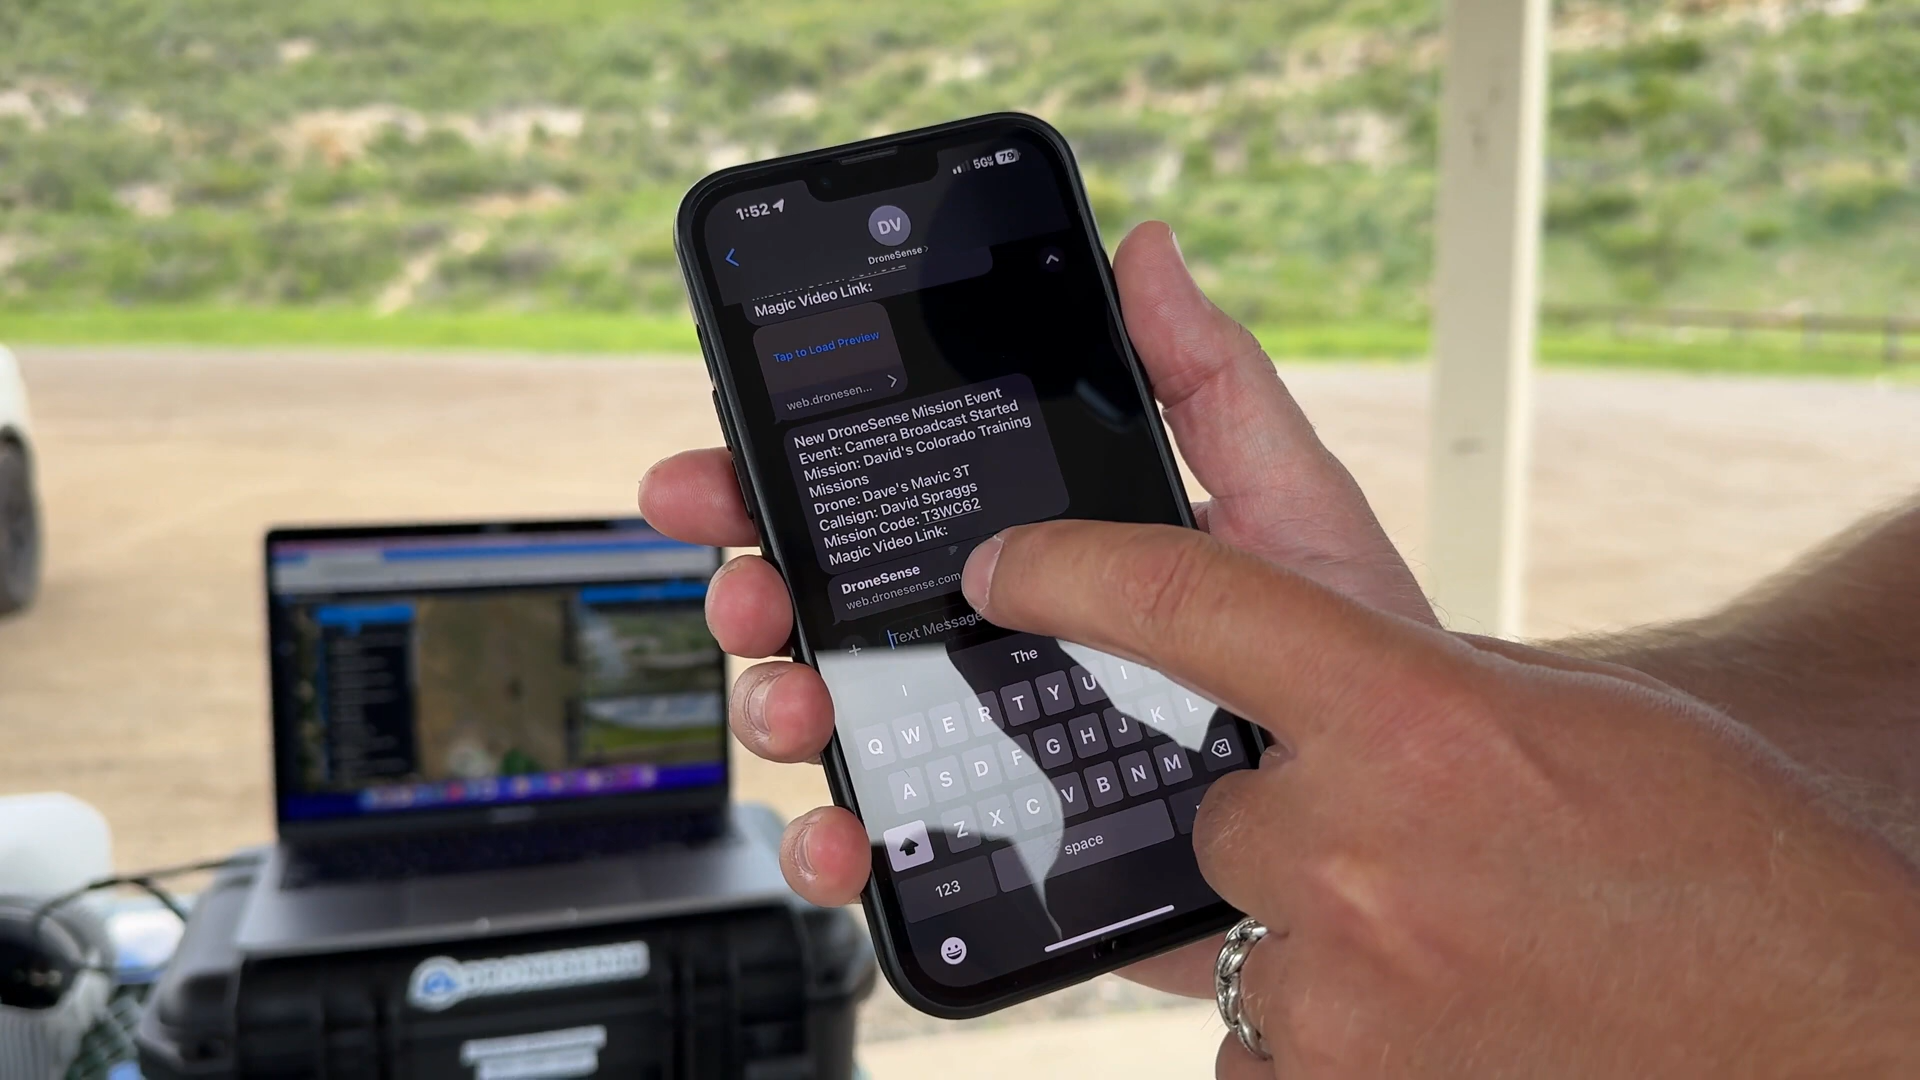 1:52
5GW 79
DV
DroneSense
Magic Video Link:
Tap to Load Preview
web.dronesen...
New DroneSense Mission Event
Event: Camera Broadcast Started
Mission: David's Colorado Training
Missions
Drone: Dave's Mavic 3T
Callsign: David Spraggs
Mission Code: T3WC62
Magic Video Link:
DroneSense
web.dronesense.com
Text Message
I
The
Q W E R T Y U I
A S D F G H J K L
Z X C V B N M
123
space
DRONESENSE